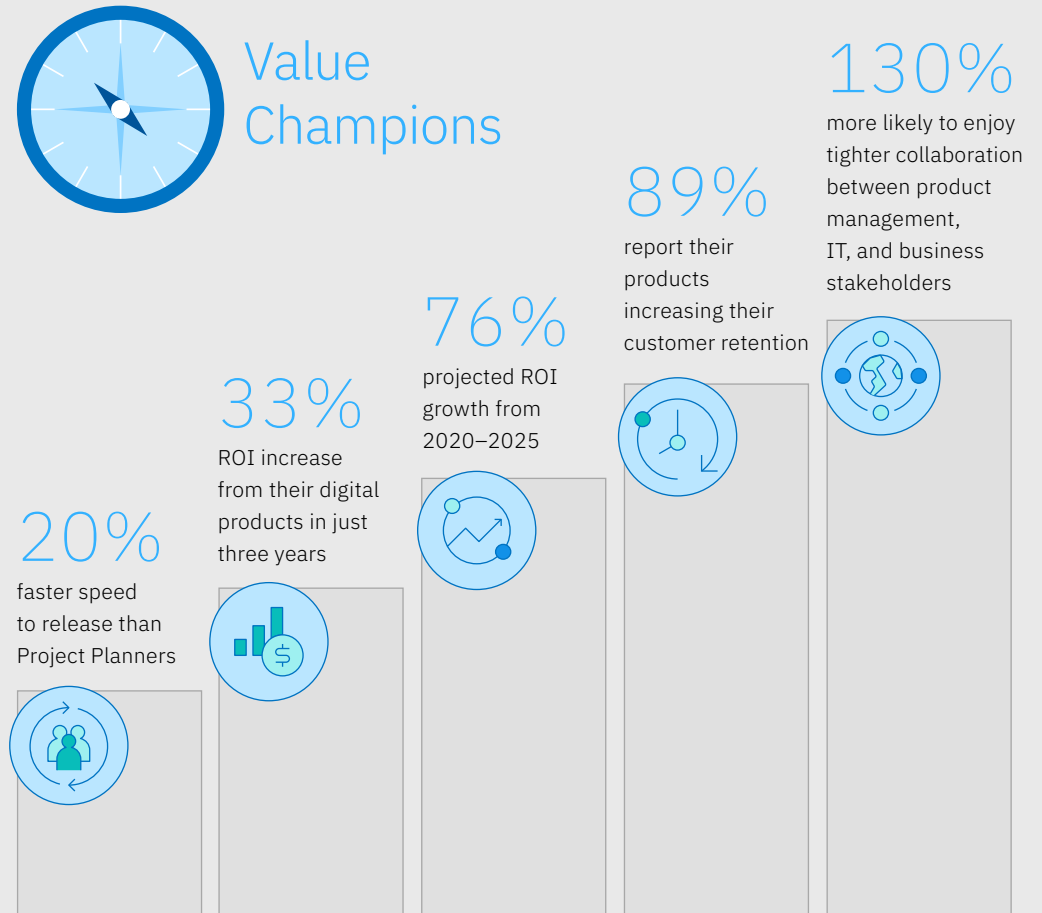 Value
Champions
20%
faster speed
to release than
Project Planners
33%
ROI increase
from their digital
products in just
three years
76%
projected ROI
growth from
2020–2025
89%
report their
products
increasing their
customer retention
130%
more likely to enjoy
tighter collaboration
between product
management,
IT, and business
stakeholders
$